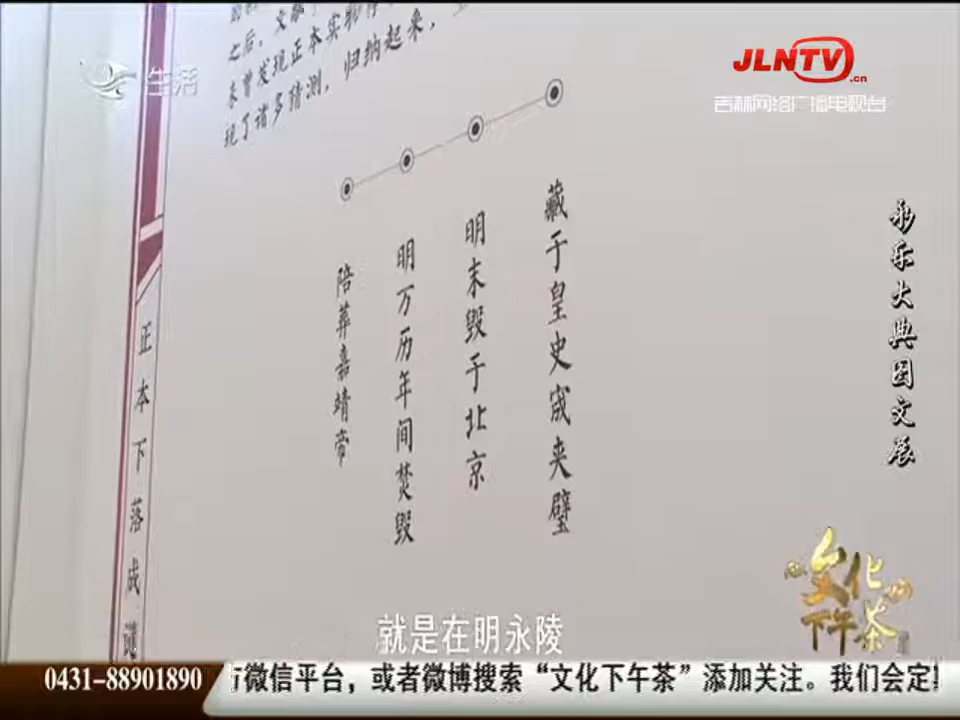 生活
JLNTV.cn
吉林网络广播电视台
之后，文献
未曾发现正本实物
现了诸多猜测，归纳起来，
藏于皇史宬夹壁
明末毁于北京
明万历年间焚毁
陪葬嘉靖帝
正本下落成
永乐大典图文展
文化
下午茶
就是在明永陵
0431-88901890
微信平台，或者微博搜索“文化下午茶”添加关注。我们会定期